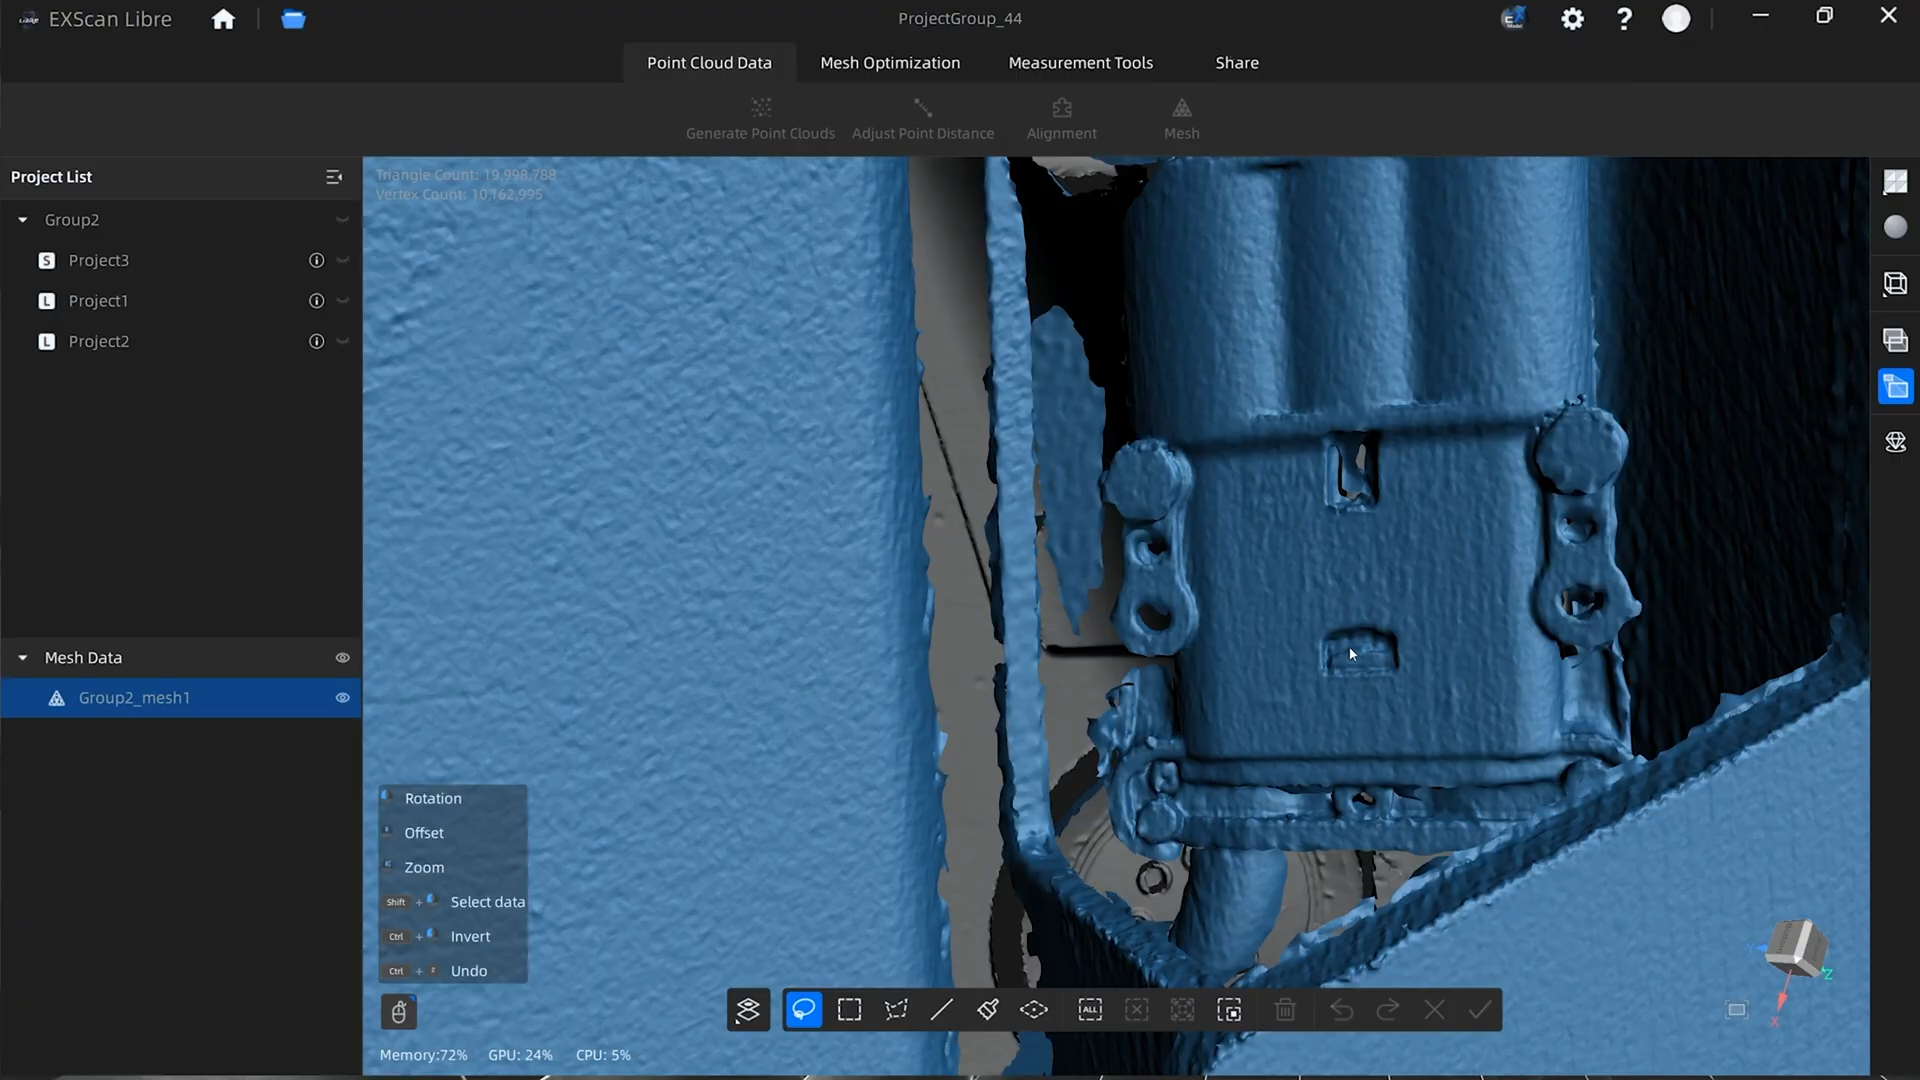 EXScan Libre
ProjectGroup_44
Point Cloud Data
Mesh Optimization
Measurement Tools
Share
Generate Point Clouds
Adjust Point Distance
Alignment
Mesh
Project List
Group2
S Project3
L Project1
L Project2
Mesh Data
Group2_mesh1
Triangle Count: 19,998,788
Vertex Count: 10,162,995
Rotation
Offset
Zoom
Shift + Select data
Ctrl + Invert
Ctrl + Z Undo
ALL
Memory:72% GPU: 24% CPU: 5%
Y
Z
X